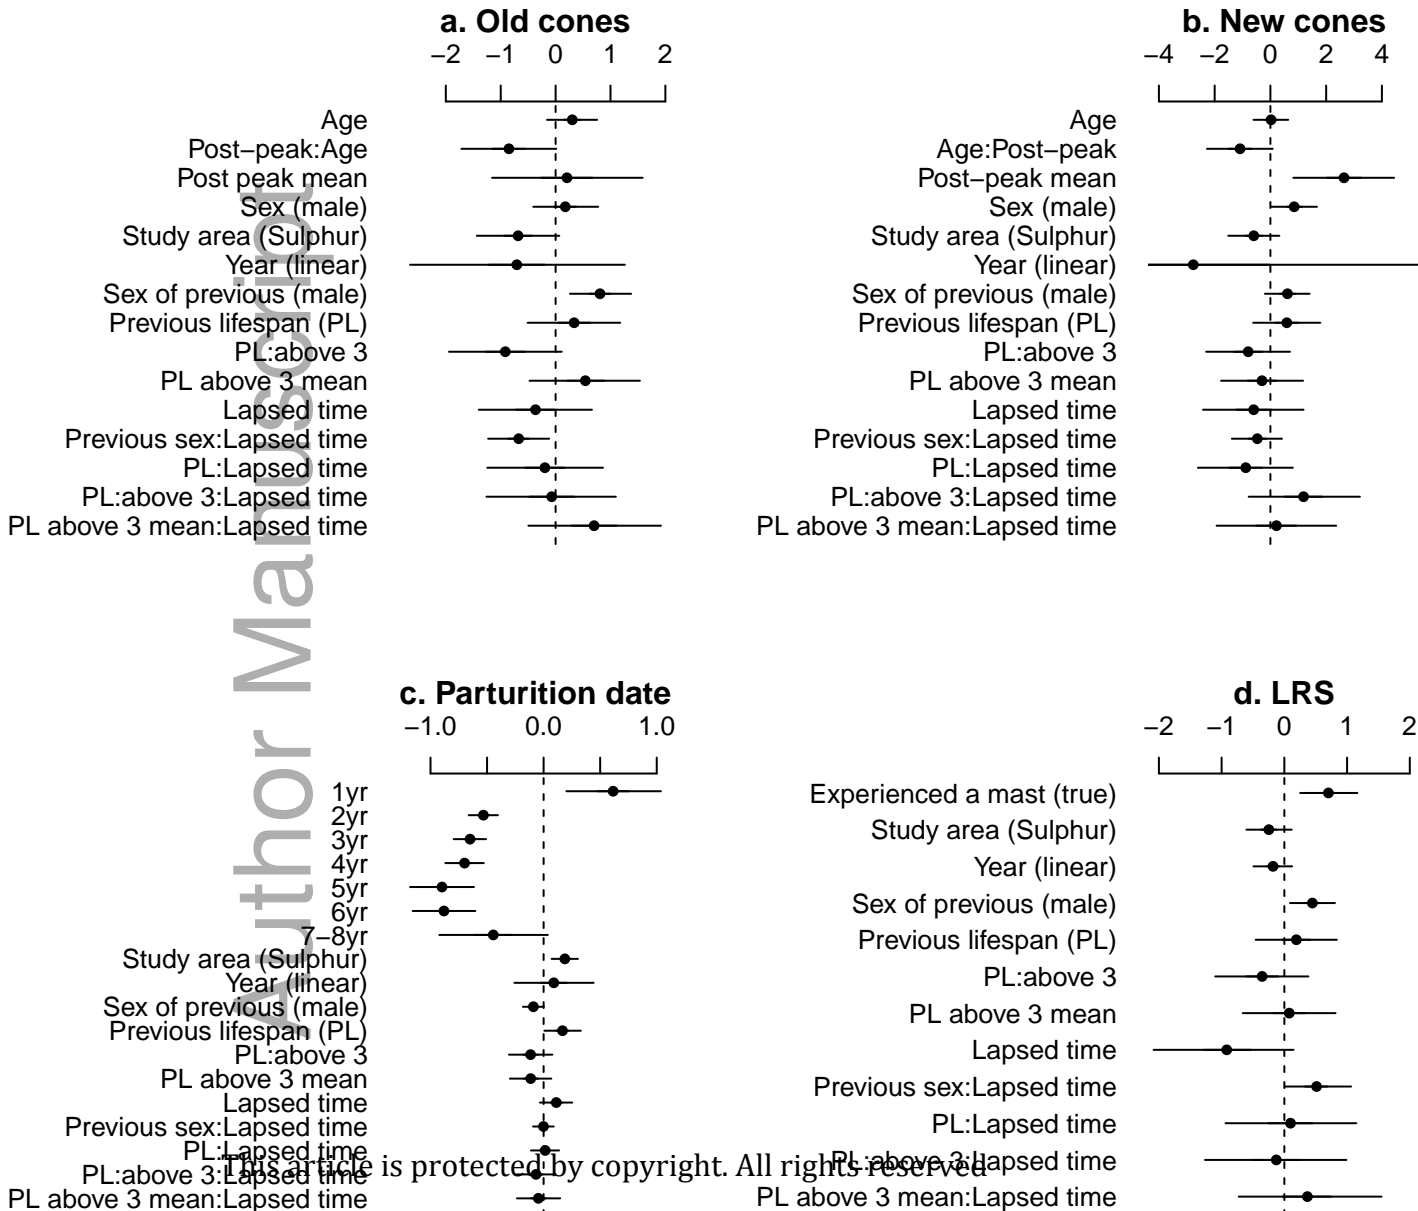 a. Old cones
−2 −1 0 1 2
Age
Post−peak:Age
Post peak mean
Sex (male)
Study area (Sulphur)
Year (linear)
Sex of previous (male)
Previous lifespan (PL)
PL:above 3
PL above 3 mean
Lapsed time
Previous sex:Lapsed time
PL:Lapsed time
PL:above 3:Lapsed time
PL above 3 mean:Lapsed time
b. New cones
−4 −2 0 2 4
Age
Age:Post−peak
Post−peak mean
Sex (male)
Study area (Sulphur)
Year (linear)
Sex of previous (male)
Previous lifespan (PL)
PL:above 3
PL above 3 mean
Lapsed time
Previous sex:Lapsed time
PL:Lapsed time
PL:above 3:Lapsed time
PL above 3 mean:Lapsed time
c. Parturition date
−1.0 0.0 1.0
1yr
2yr
3yr
4yr
5yr
6yr
7−8yr
Study area (Sulphur)
Year (linear)
Sex of previous (male)
Previous lifespan (PL)
PL:above 3
PL above 3 mean
Lapsed time
Previous sex:Lapsed time
PL:Lapsed time
PL:above 3:Lapsed time
PL above 3 mean:Lapsed time
d. LRS
−2 −1 0 1 2
Experienced a mast (true)
Study area (Sulphur)
Year (linear)
Sex of previous (male)
Previous lifespan (PL)
PL:above 3
PL above 3 mean
Lapsed time
Previous sex:Lapsed time
PL:Lapsed time
PL:above 3:Lapsed time
PL above 3 mean:Lapsed time
Author Manuscript
This article is protected by copyright. All rights reserved